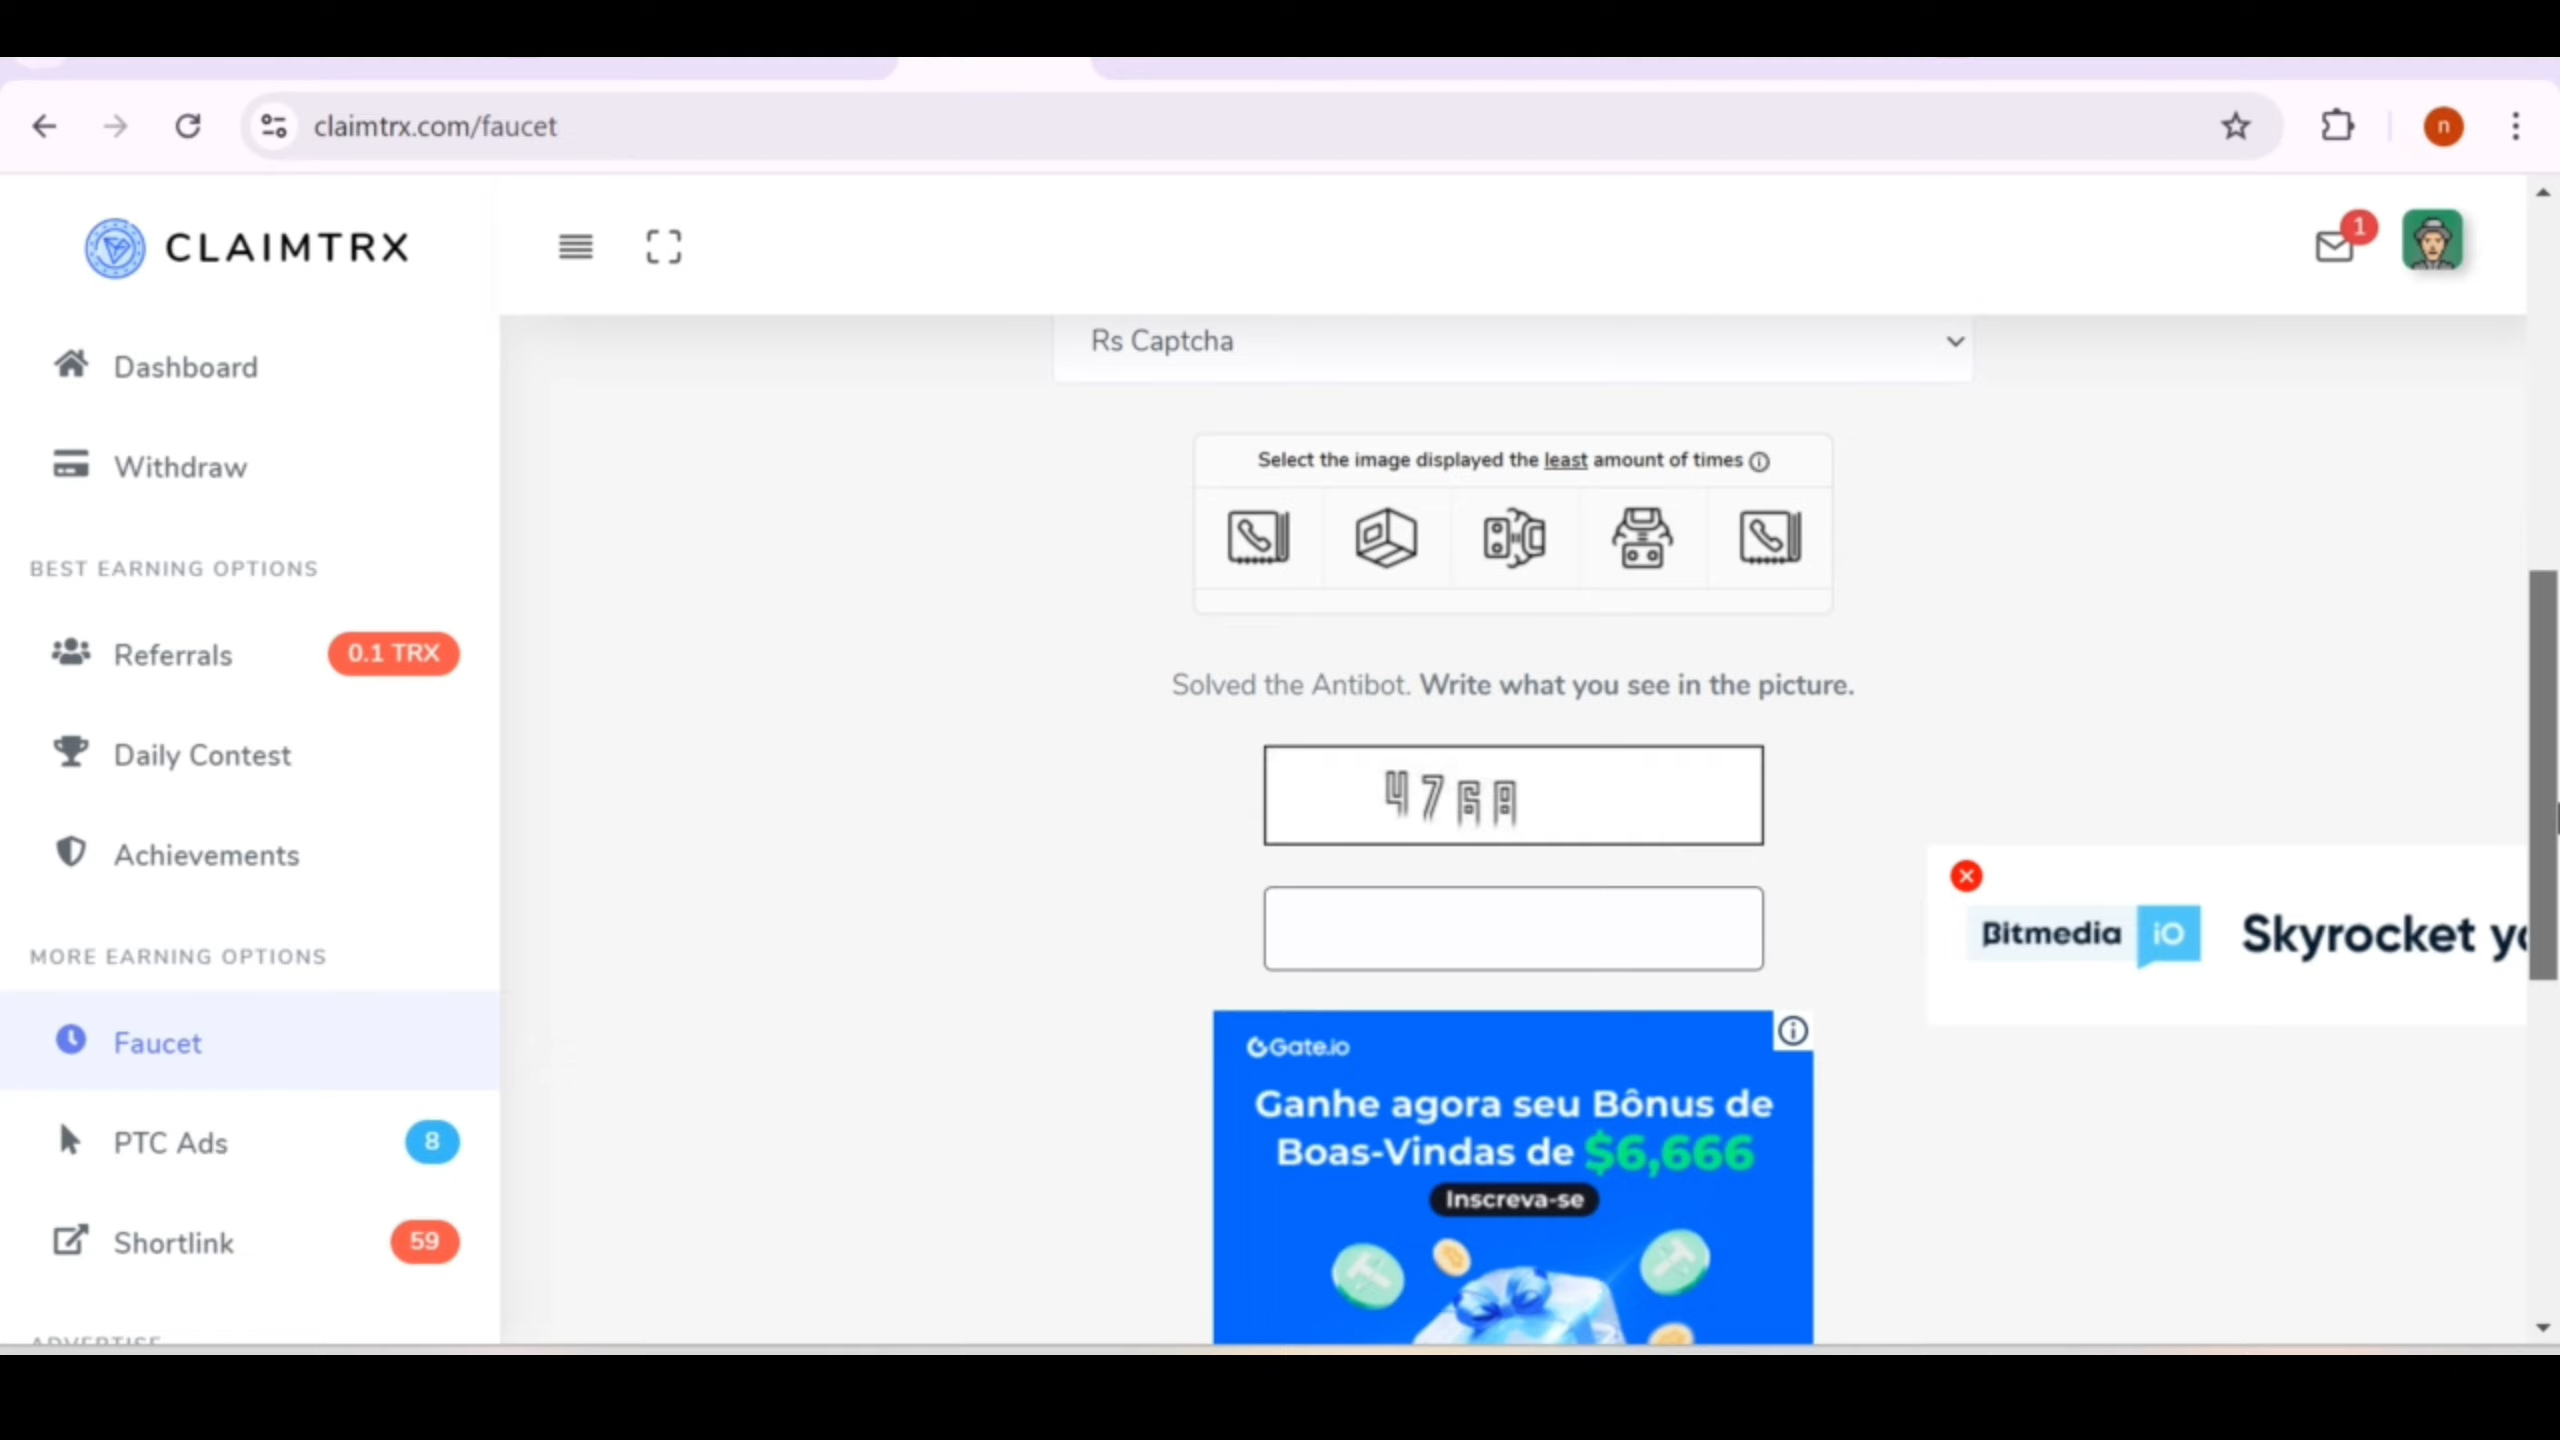 claimtrx.com/faucet
n
CLAIMTRX
1
Dashboard
Withdraw
BEST EARNING OPTIONS
Referrals
0.1 TRX
Daily Contest
Achievements
MORE EARNING OPTIONS
Faucet
PTC Ads
8
Shortlink
59
ADVERTISE
Rs Captcha
Select the image displayed the least amount of times
Solved the Antibot. Write what you see in the picture.
Bitmedia iO
Skyrocket
Gate.io
Ganhe agora seu Bônus de
Boas-Vindas de $6,666
Inscreva-se